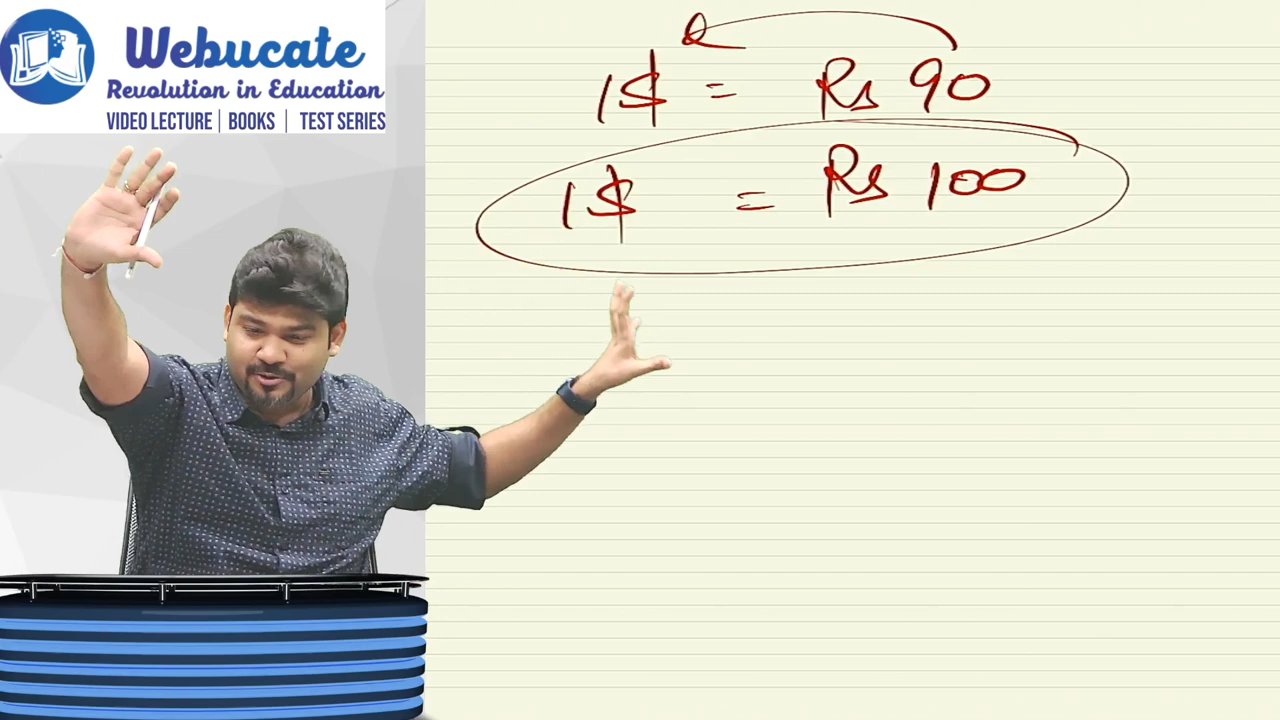 Webucate
Revolution in Education
VIDEO LECTURE | BOOKS | TEST SERIES
1$ = Rs 90
1$ = Rs 100